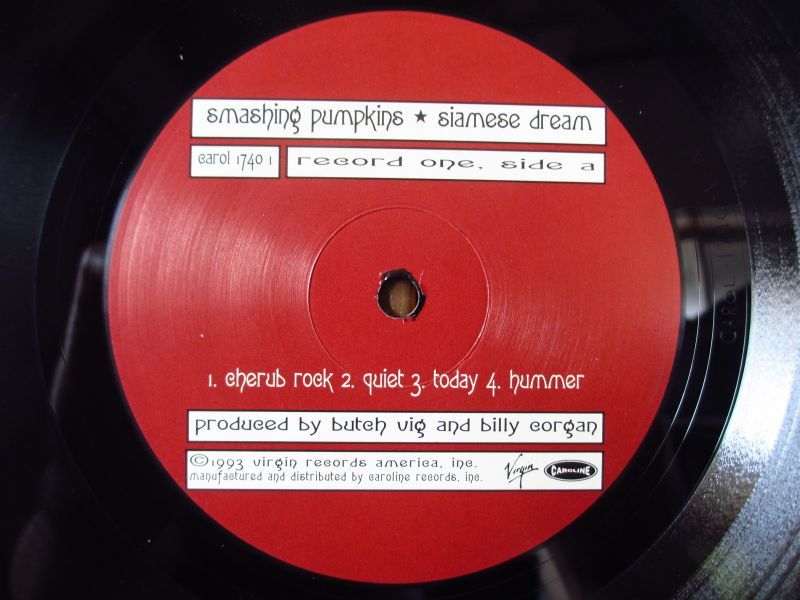 smashing pumpkins ★ siamese dream
carol 1740 1
record one, side a
1. cherub rock 2. quiet 3. today 4. hummer
produced by butch vig and billy corgan
©1993 virgin records america, inc.
manufactured and distributed by caroline records, inc.
Virgin
CAROLINE